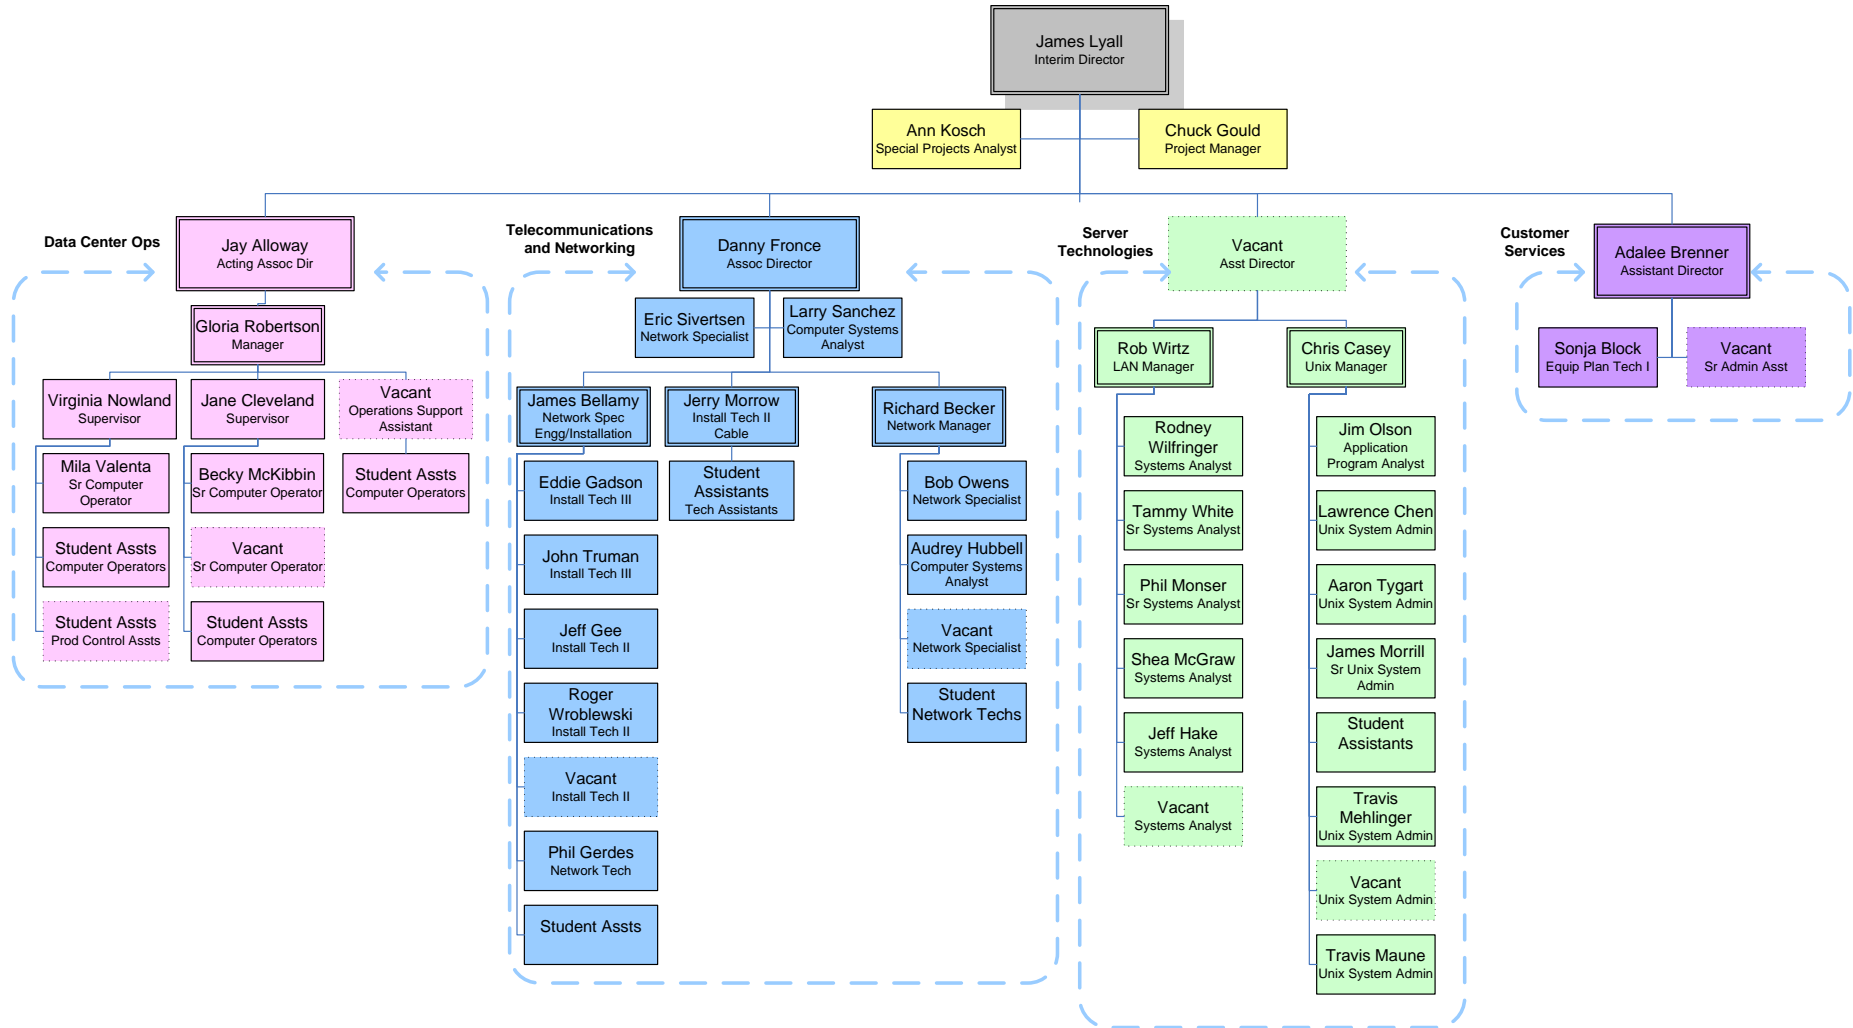 James Lyall
Interim Director
Ann Kosch
Special Projects Analyst
Chuck Gould
Project Manager
Data Center Ops
Jay Alloway
Acting Assoc Dir
Gloria Robertson
Manager
Virginia Nowland
Supervisor
Mila Valenta
Sr Computer
Operator
Student Assts
Computer Operators
Student Assts
Prod Control Assts
Jane Cleveland
Supervisor
Becky McKibbin
Sr Computer Operator
Vacant
Sr Computer Operator
Student Assts
Computer Operators
Vacant
Operations Support
Assistant
Student Assts
Computer Operators
Telecommunications
and Networking
Danny Fronce
Assoc Director
Eric Sivertsen
Network Specialist
Larry Sanchez
Computer Systems
Analyst
James Bellamy
Network Spec
Engg/Installation
Eddie Gadson
Install Tech III
John Truman
Install Tech III
Jeff Gee
Install Tech II
Roger
Wroblewski
Install Tech II
Vacant
Install Tech II
Phil Gerdes
Network Tech
Student Assts
Jerry Morrow
Install Tech II
Cable
Student
Assistants
Tech Assistants
Richard Becker
Network Manager
Bob Owens
Network Specialist
Audrey Hubbell
Computer Systems
Analyst
Vacant
Network Specialist
Student
Network Techs
Server
Technologies
Vacant
Asst Director
Rob Wirtz
LAN Manager
Rodney
Wilfringer
Systems Analyst
Tammy White
Sr Systems Analyst
Phil Monser
Sr Systems Analyst
Shea McGraw
Systems Analyst
Jeff Hake
Systems Analyst
Vacant
Systems Analyst
Chris Casey
Unix Manager
Jim Olson
Application
Program Analyst
Lawrence Chen
Unix System Admin
Aaron Tygart
Unix System Admin
James Morrill
Sr Unix System
Admin
Student
Assistants
Travis
Mehlinger
Unix System Admin
Vacant
Unix System Admin
Travis Maune
Unix System Admin
Customer
Services
Adalee Brenner
Assistant Director
Sonja Block
Equip Plan Tech I
Vacant
Sr Admin Asst